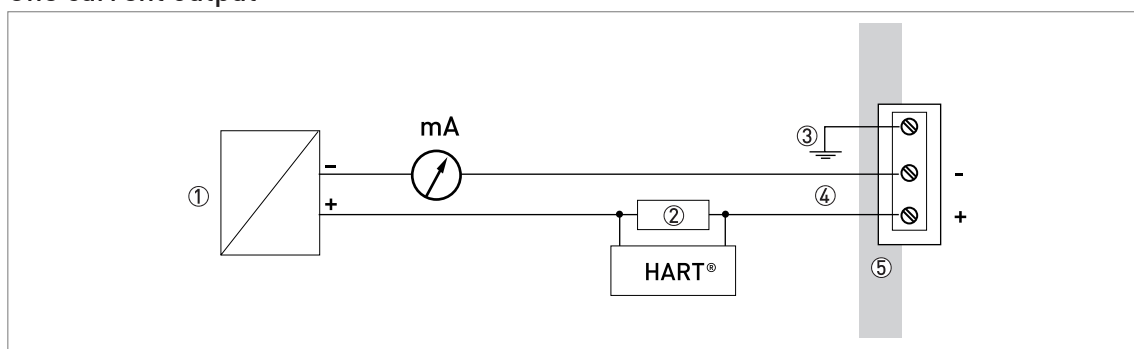 One current output
mA
③
− 
① 
④ -
+
② +
HART®
⑤